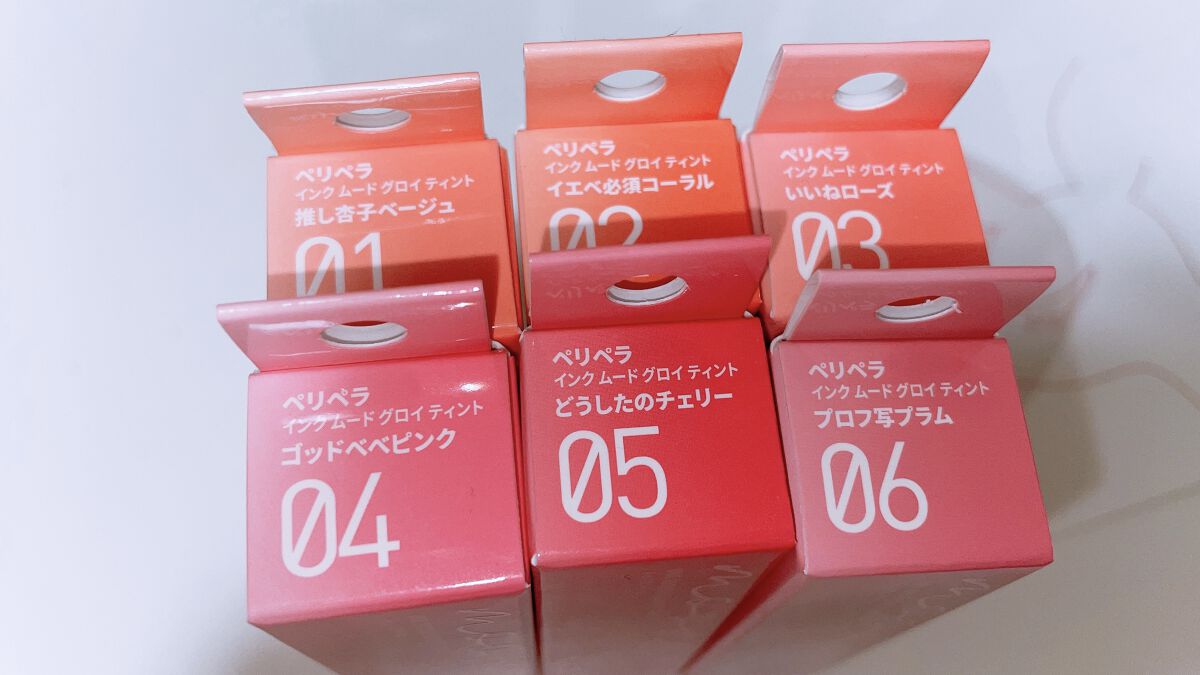 ペリペラ
インク ムード グロイ ティント
推し杏子ベージュ
01
ペリペラ
インク ムード グロイ ティント
イエベ必須コーラル
02
ペリペラ
インク ムード グロイ ティント
いいねローズ
03
ペリペラ
インク ムード グロイ ティント
ゴッドベベピンク
04
ペリペラ
インク ムード グロイ ティント
どうしたのチェリー
05
ペリペラ
インク ムード グロイ ティント
プロフ写プラム
06